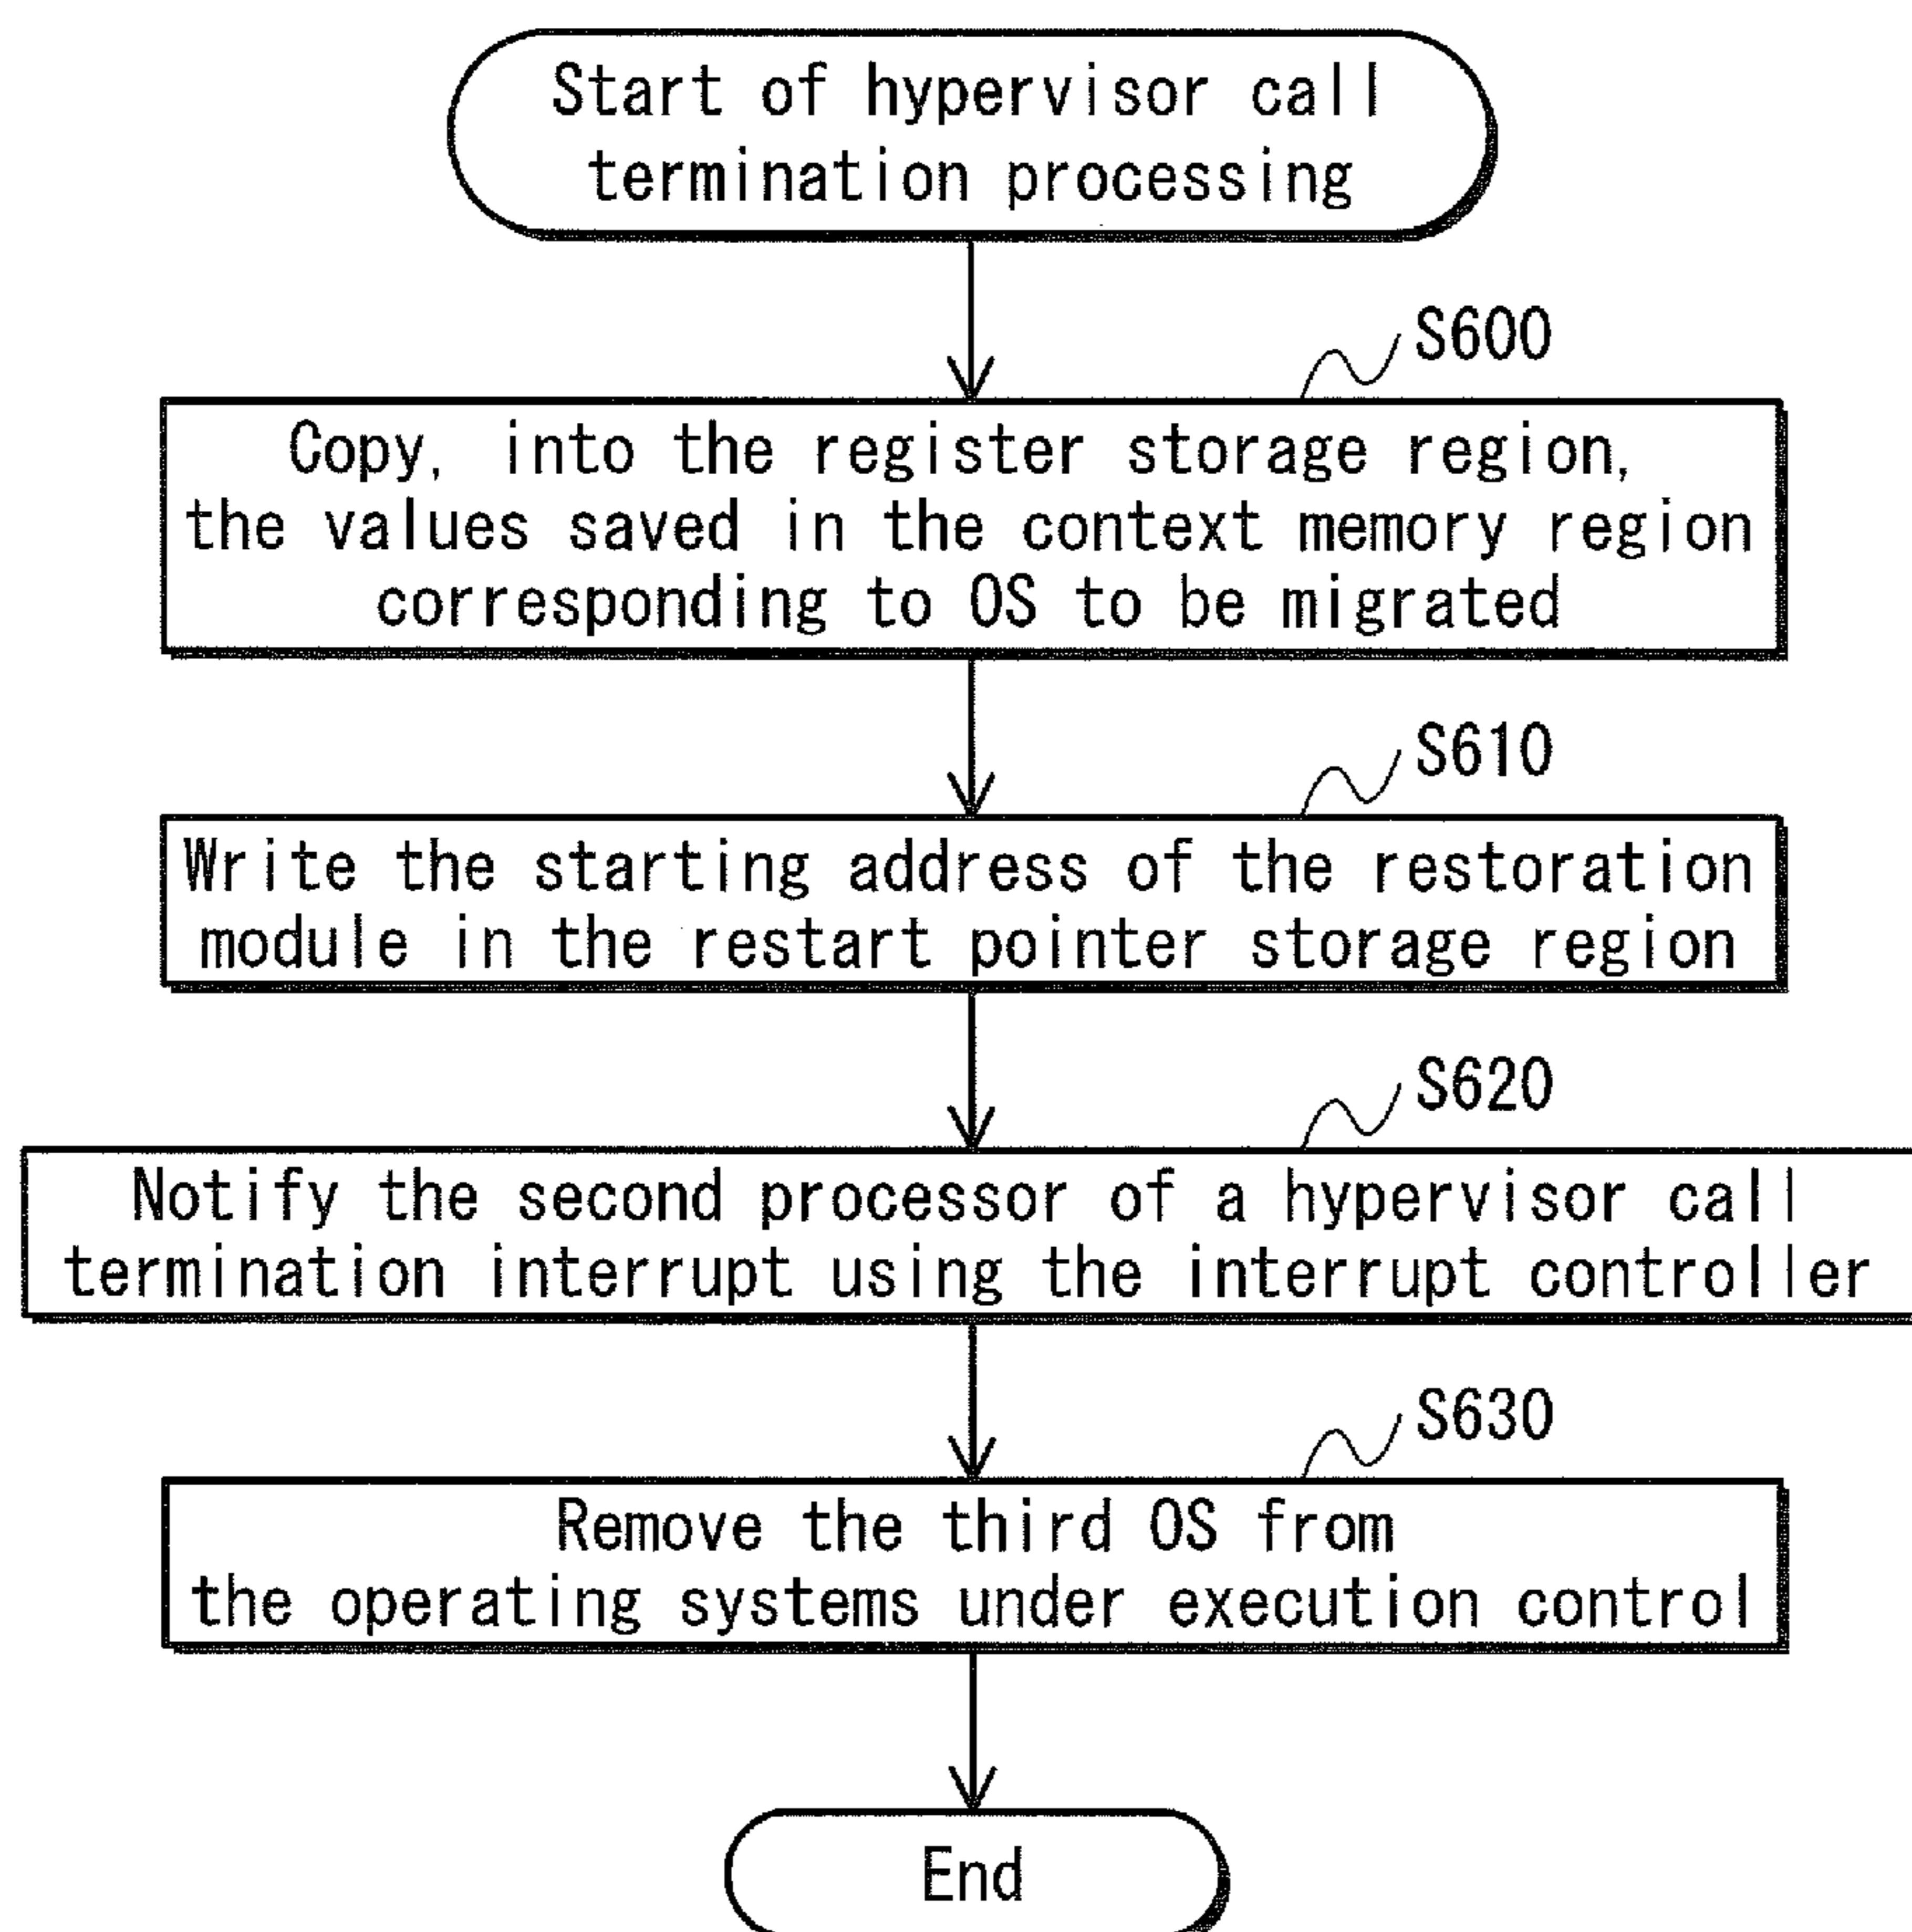 Start of hypervisor call
termination processing
S600
Copy, into the register storage region,
the values saved in the context memory region
corresponding to OS to be migrated
S610
Write the starting address of the restoration
module in the restart pointer storage region
S620
Notify the second processor of a hypervisor call
termination interrupt using the interrupt controller
S630
Remove the third OS from
the operating systems under execution control
End